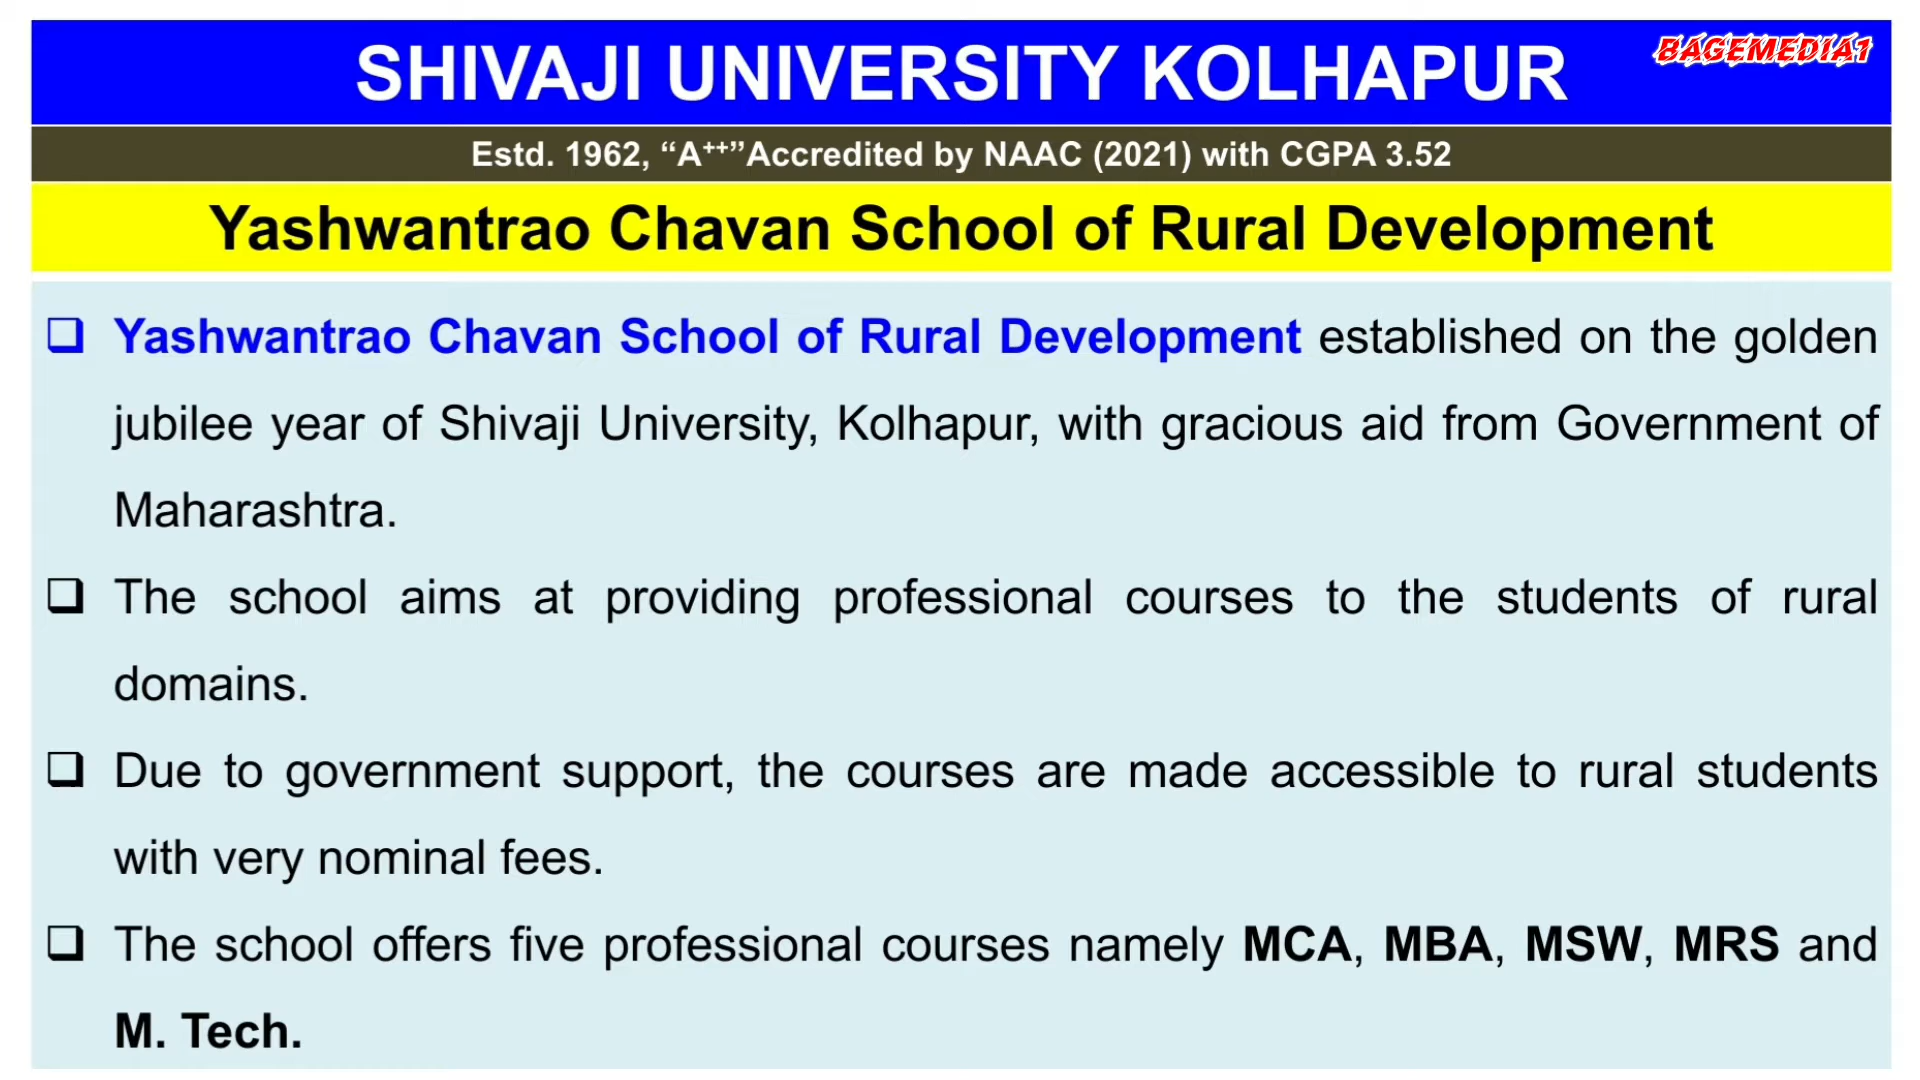 SHIVAJI UNIVERSITY KOLHAPUR
BAGEMEDIA1
Estd. 1962, “A++”Accredited by NAAC (2021) with CGPA 3.52
Yashwantrao Chavan School of Rural Development
❑ Yashwantrao Chavan School of Rural Development established on the golden
jubilee year of Shivaji University, Kolhapur, with gracious aid from Government of
Maharashtra.
❑ The school aims at providing professional courses to the students of rural
domains.
❑ Due to government support, the courses are made accessible to rural students
with very nominal fees.
❑ The school offers five professional courses namely MCA, MBA, MSW, MRS and
M. Tech.